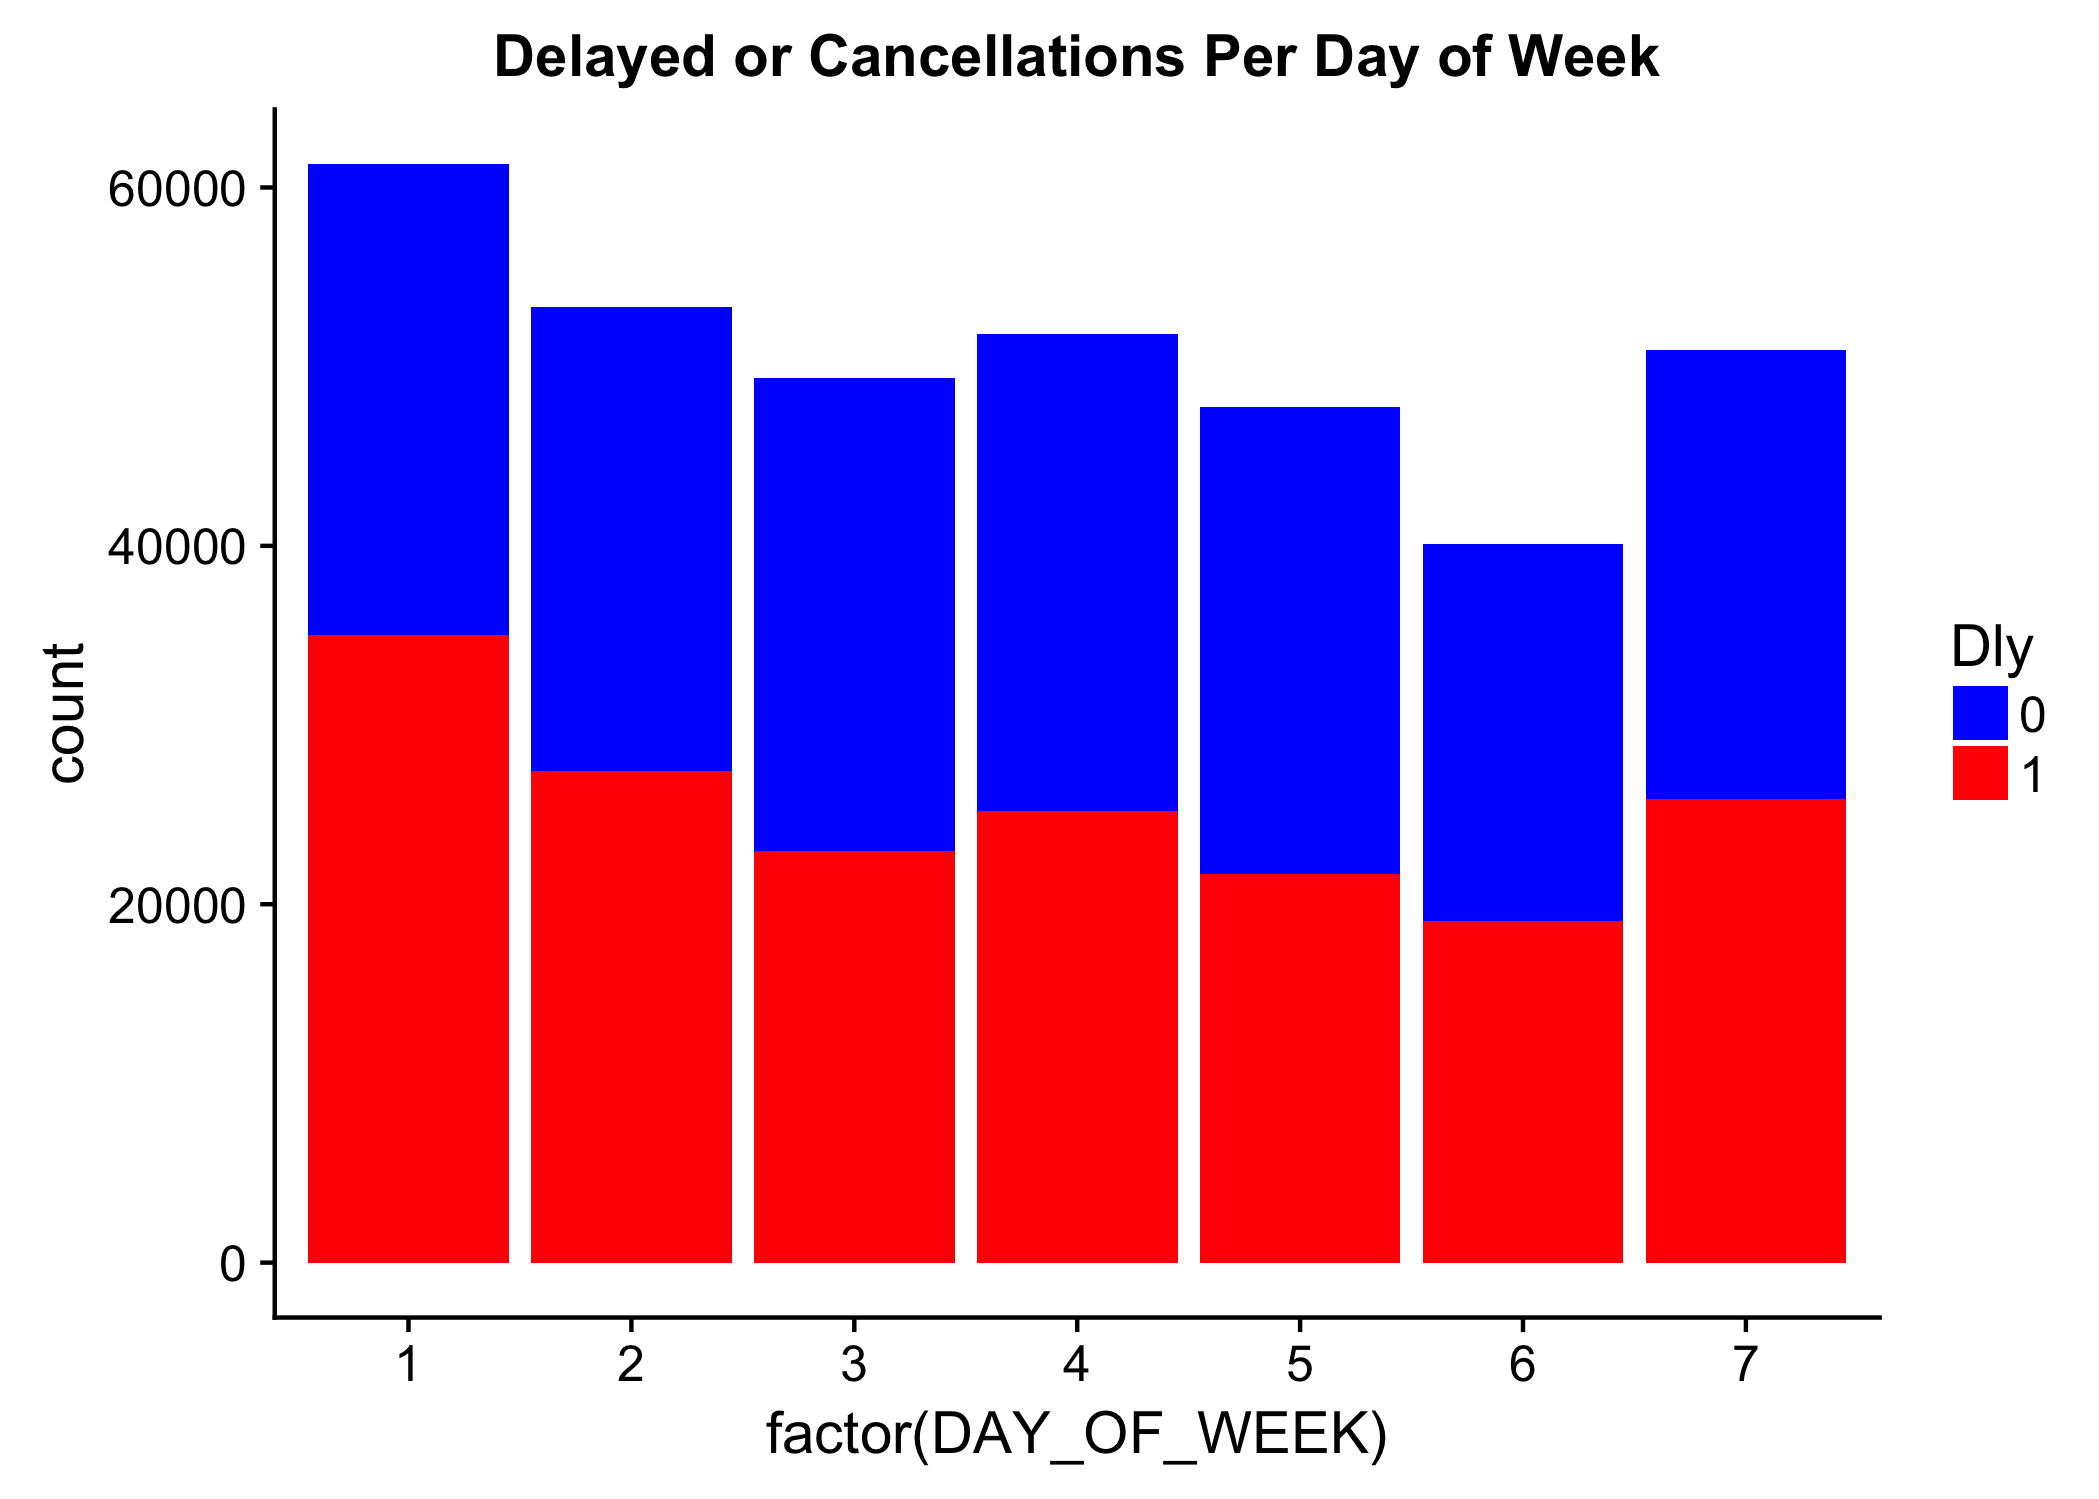 Delayed or Cancellations Per Day of Week
60000
40000
20000
0
count
1 2 3 4 5 6 7
factor(DAY_OF_WEEK)
Dly
0
1